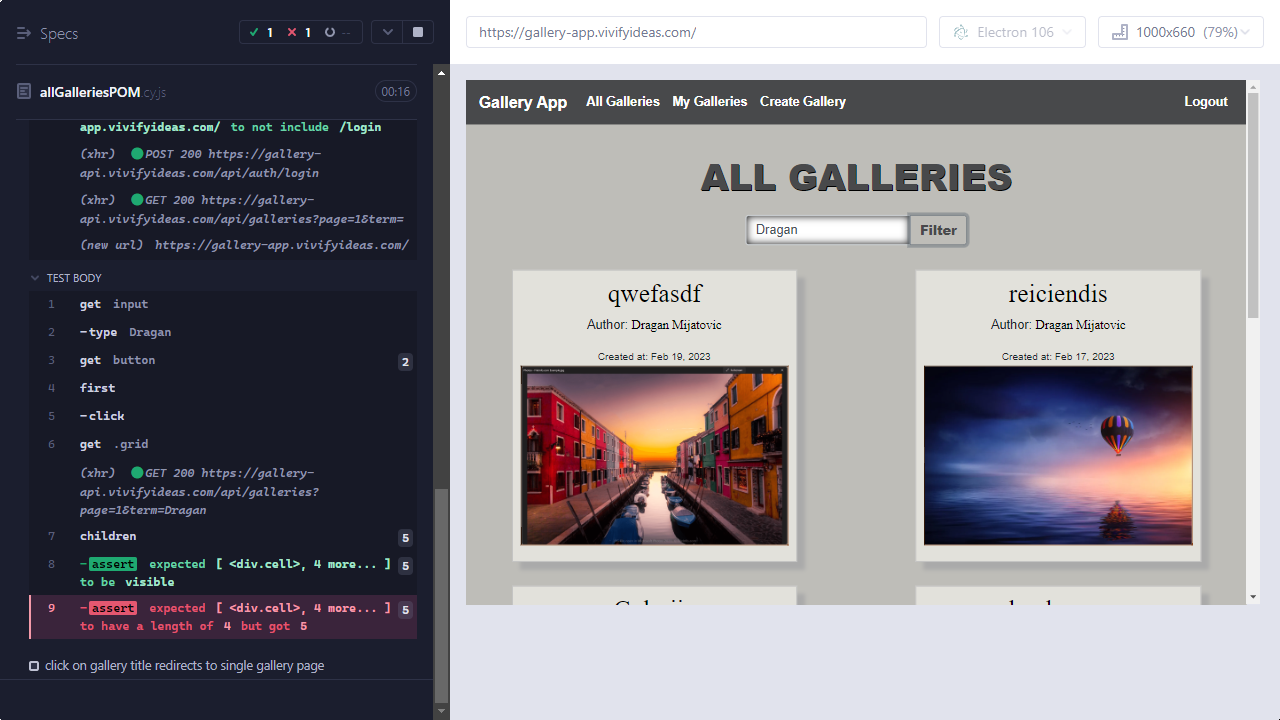 Specs
1
1
--
https://gallery-app.vivifyideas.com/
Electron 106
1000x660 (79%)
allGalleriesPOM.cy.js
00:16
app.vivifyideas.com/ to not include /login
(xhr) POST 200 https://gallery-
api.vivifyideas.com/api/auth/login
(xhr) GET 200 https://gallery-
api.vivifyideas.com/api/galleries?page=1&term=
(new url) https://gallery-app.vivifyideas.com/
TEST BODY
1 get input
2 -type Dragan
3 get button 2
4 first
5 -click
6 get .grid
(xhr) GET 200 https://gallery-
api.vivifyideas.com/api/galleries?
page=1&term=Dragan
7 children 5
8 -assert expected [ <div.cell>, 4 more... ] 5
to be visible
9 -assert expected [ <div.cell>, 4 more... ] 5
to have a length of 4 but got 5
click on gallery title redirects to single gallery page
Gallery App All Galleries My Galleries Create Gallery Logout
ALL GALLERIES
Dragan Filter
qwefasdf
Author: Dragan Mijatovic
Created at: Feb 19, 2023
reiciendis
Author: Dragan Mijatovic
Created at: Feb 17, 2023